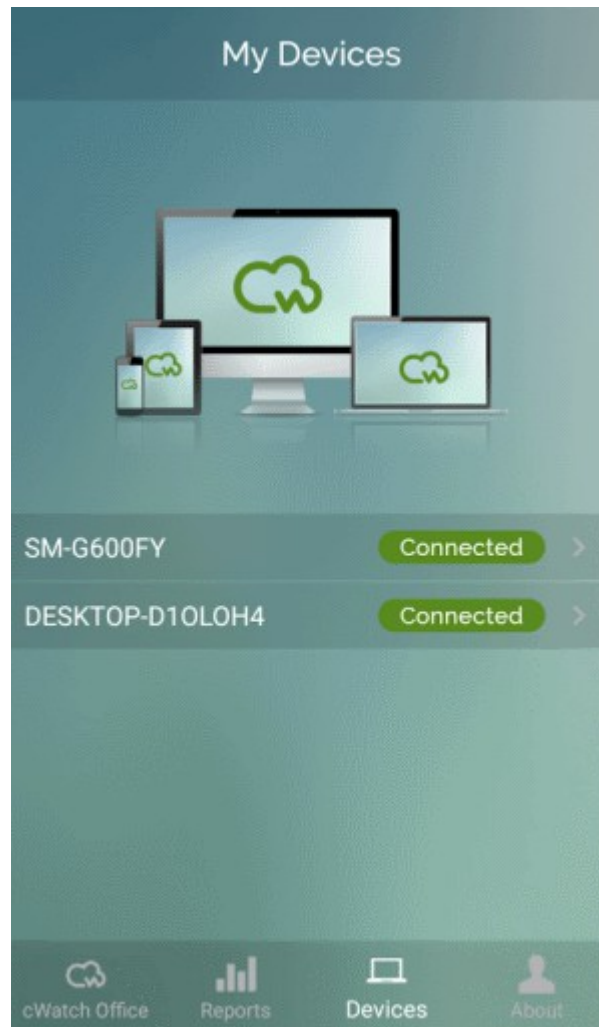 My Devices
SM-G600FY Connected
DESKTOP-D1OLOH4 Connected
cWatch Office Reports Devices About